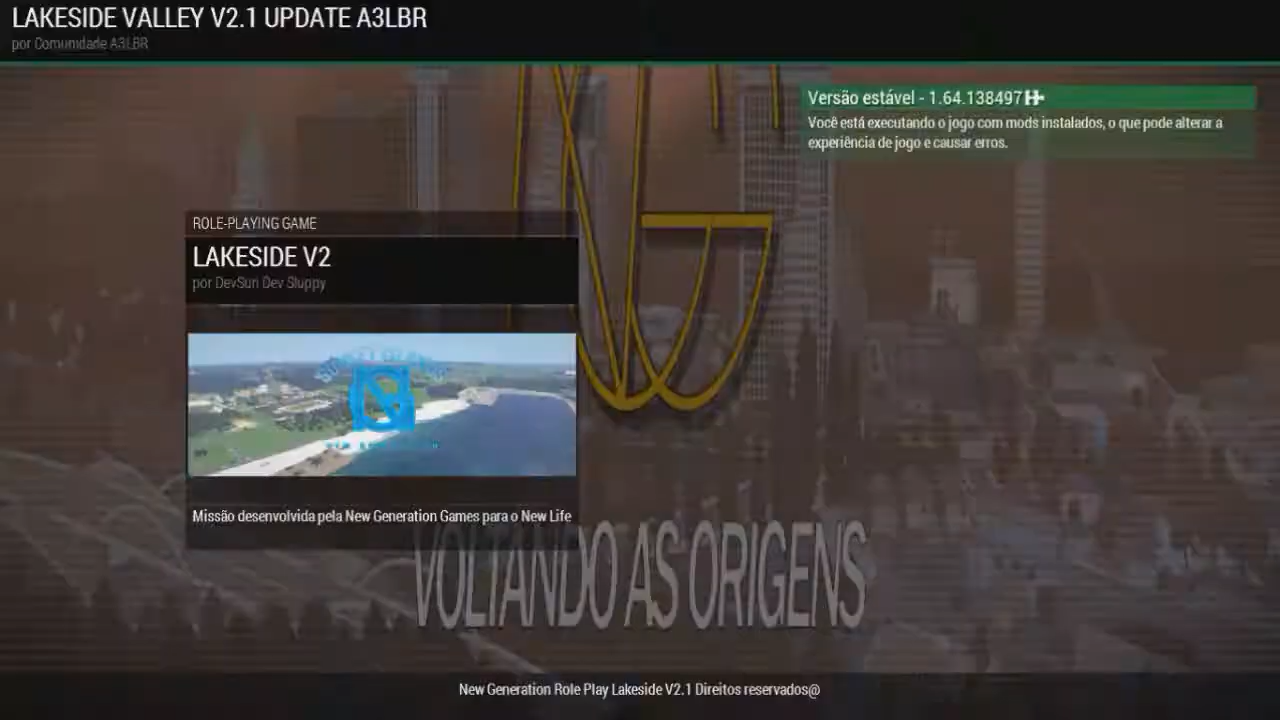 LAKESIDE VALLEY V2.1 UPDATE A3LBR
por Comunidade A3LBR
Versão estável - 1.64.138497
Você está executando o jogo com mods instalados, o que pode alterar a
experiência de jogo e causar erros.
ROLE-PLAYING GAME
LAKESIDE V2
por DevSun Dev Sluppy
Missão desenvolvida pela New Generation Games para o New Life
VOLTANDO AS ORIGENS
New Generation Role Play Lakeside V2.1 Direitos reservados@